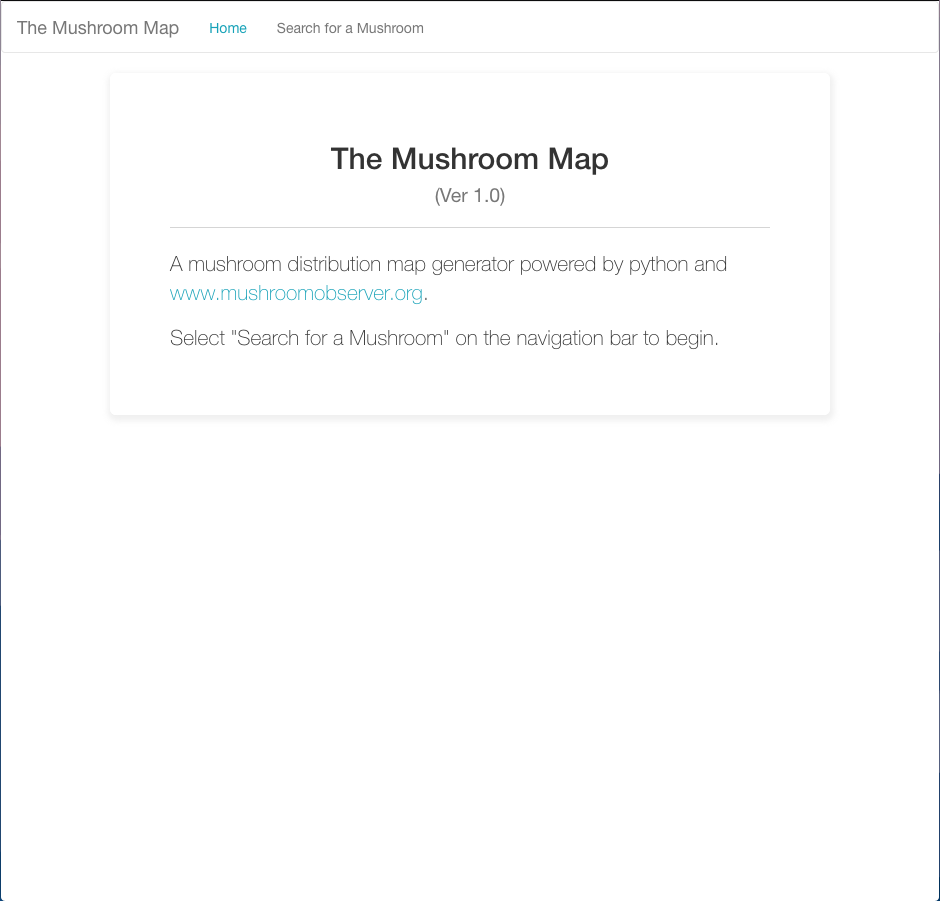 The Mushroom Map Home Search for a Mushroom
The Mushroom Map
(Ver 1.0)
A mushroom distribution map generator powered by python and
www.mushroomobserver.org.
Select "Search for a Mushroom" on the navigation bar to begin.